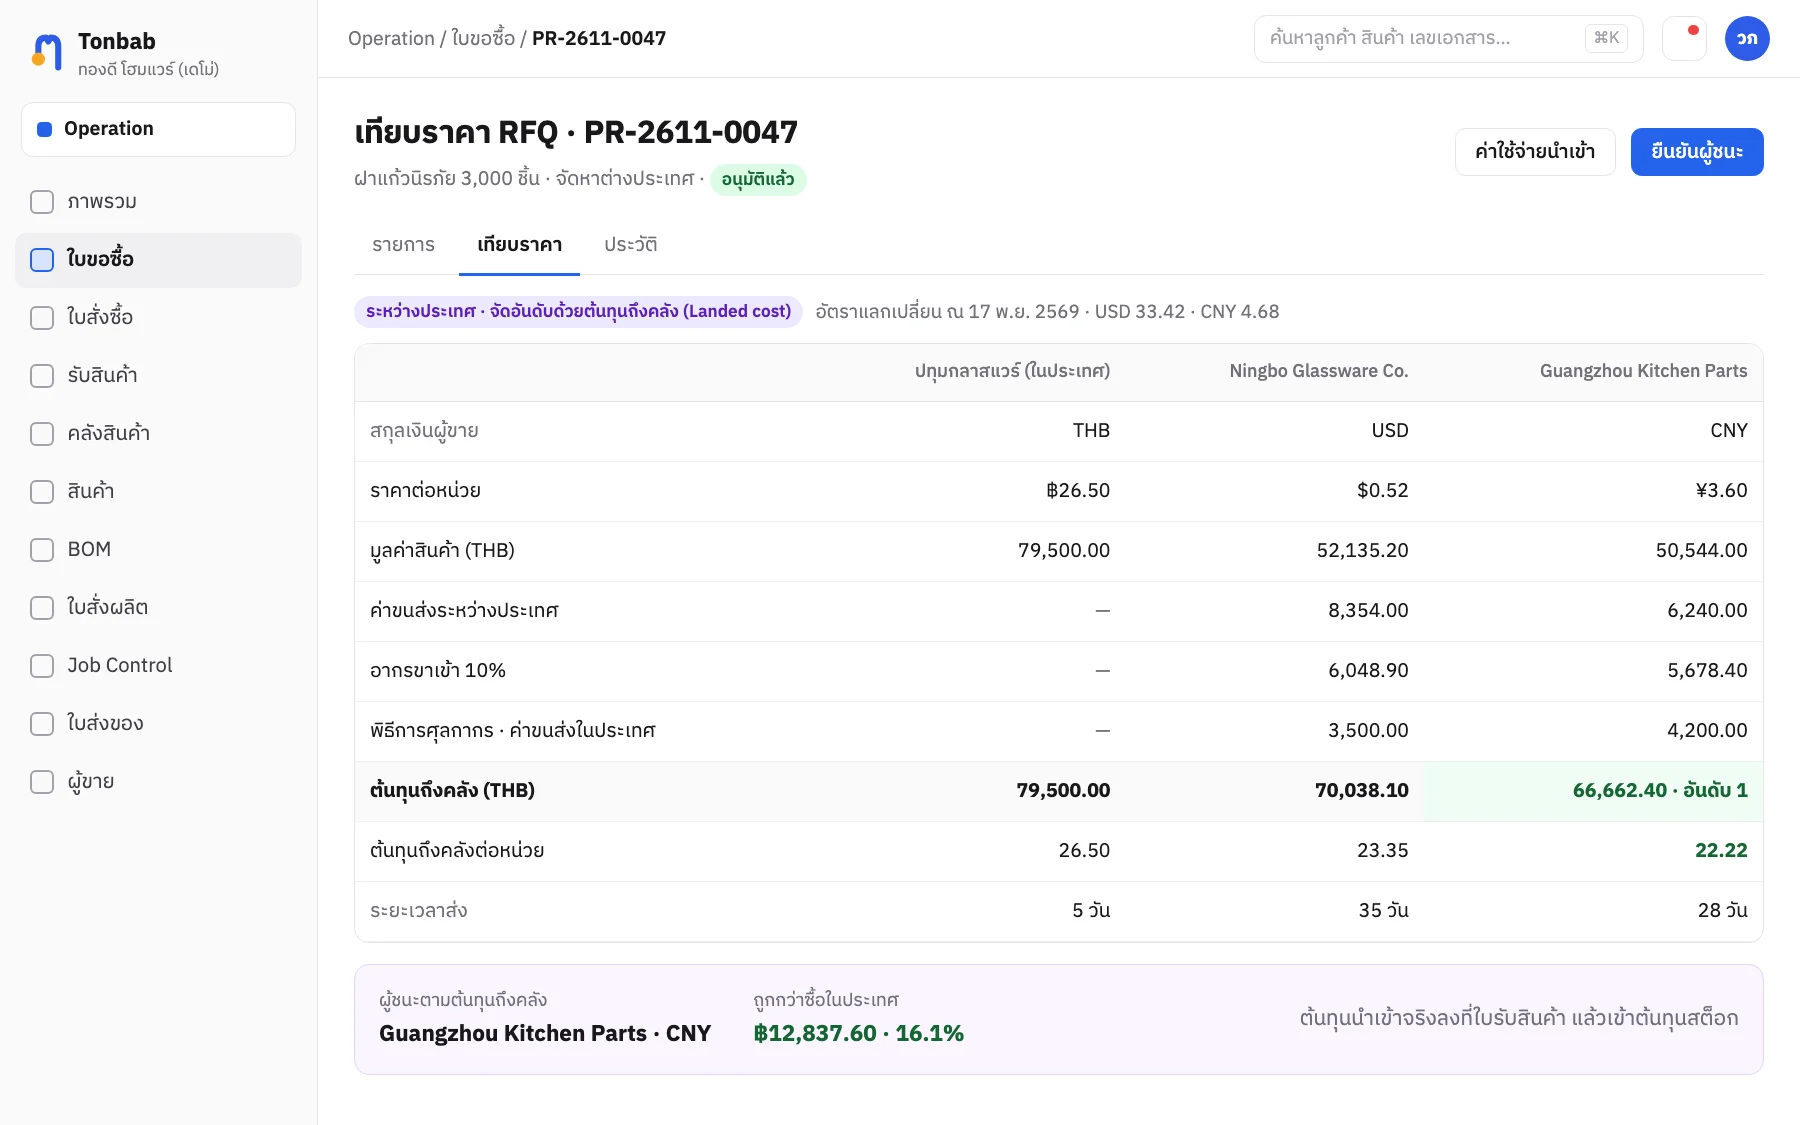 Tonbab
ทองดี โฮมแวร์ (เดโม่)
Operation
ภาพรวม
ใบขอซื้อ
ใบสั่งซื้อ
รับสินค้า
คลังสินค้า
สินค้า
BOM
ใบสั่งผลิต
Job Control
ใบส่งของ
ผู้ขาย
Operation / ใบขอซื้อ / PR-2611-0047
ค้นหาลูกค้า สินค้า เลขเอกสาร... ⌘K
วก
เทียบราคา RFQ · PR-2611-0047
ฝาแก้วนิรภัย 3,000 ชิ้น · จัดหาต่างประเทศ · อนุมัติแล้ว
ค่าใช้จ่ายนำเข้า
ยืนยันผู้ชนะ
รายการ เทียบราคา ประวัติ
ระหว่างประเทศ · จัดอันดับด้วยต้นทุนถึงคลัง (Landed cost) อัตราแลกเปลี่ยน ณ 17 พ.ย. 2569 · USD 33.42 · CNY 4.68
ปทุมกลาสแวร์ (ในประเทศ) Ningbo Glassware Co. Guangzhou Kitchen Parts
สกุลเงินผู้ขาย THB USD CNY
ราคาต่อหน่วย ฿26.50 $0.52 ¥3.60
มูลค่าสินค้า (THB) 79,500.00 52,135.20 50,544.00
ค่าขนส่งระหว่างประเทศ — 8,354.00 6,240.00
อากรขาเข้า 10% — 6,048.90 5,678.40
พิธีการศุลกากร · ค่าขนส่งในประเทศ — 3,500.00 4,200.00
ต้นทุนถึงคลัง (THB) 79,500.00 70,038.10 66,662.40 · อันดับ 1
ต้นทุนถึงคลังต่อหน่วย 26.50 23.35 22.22
ระยะเวลาส่ง 5 วัน 35 วัน 28 วัน
ผู้ชนะตามต้นทุนถึงคลัง
Guangzhou Kitchen Parts · CNY
ถูกกว่าซื้อในประเทศ
฿12,837.60 · 16.1%
ต้นทุนนำเข้าจริงลงที่ใบรับสินค้า แล้วเข้าต้นทุนสต็อก